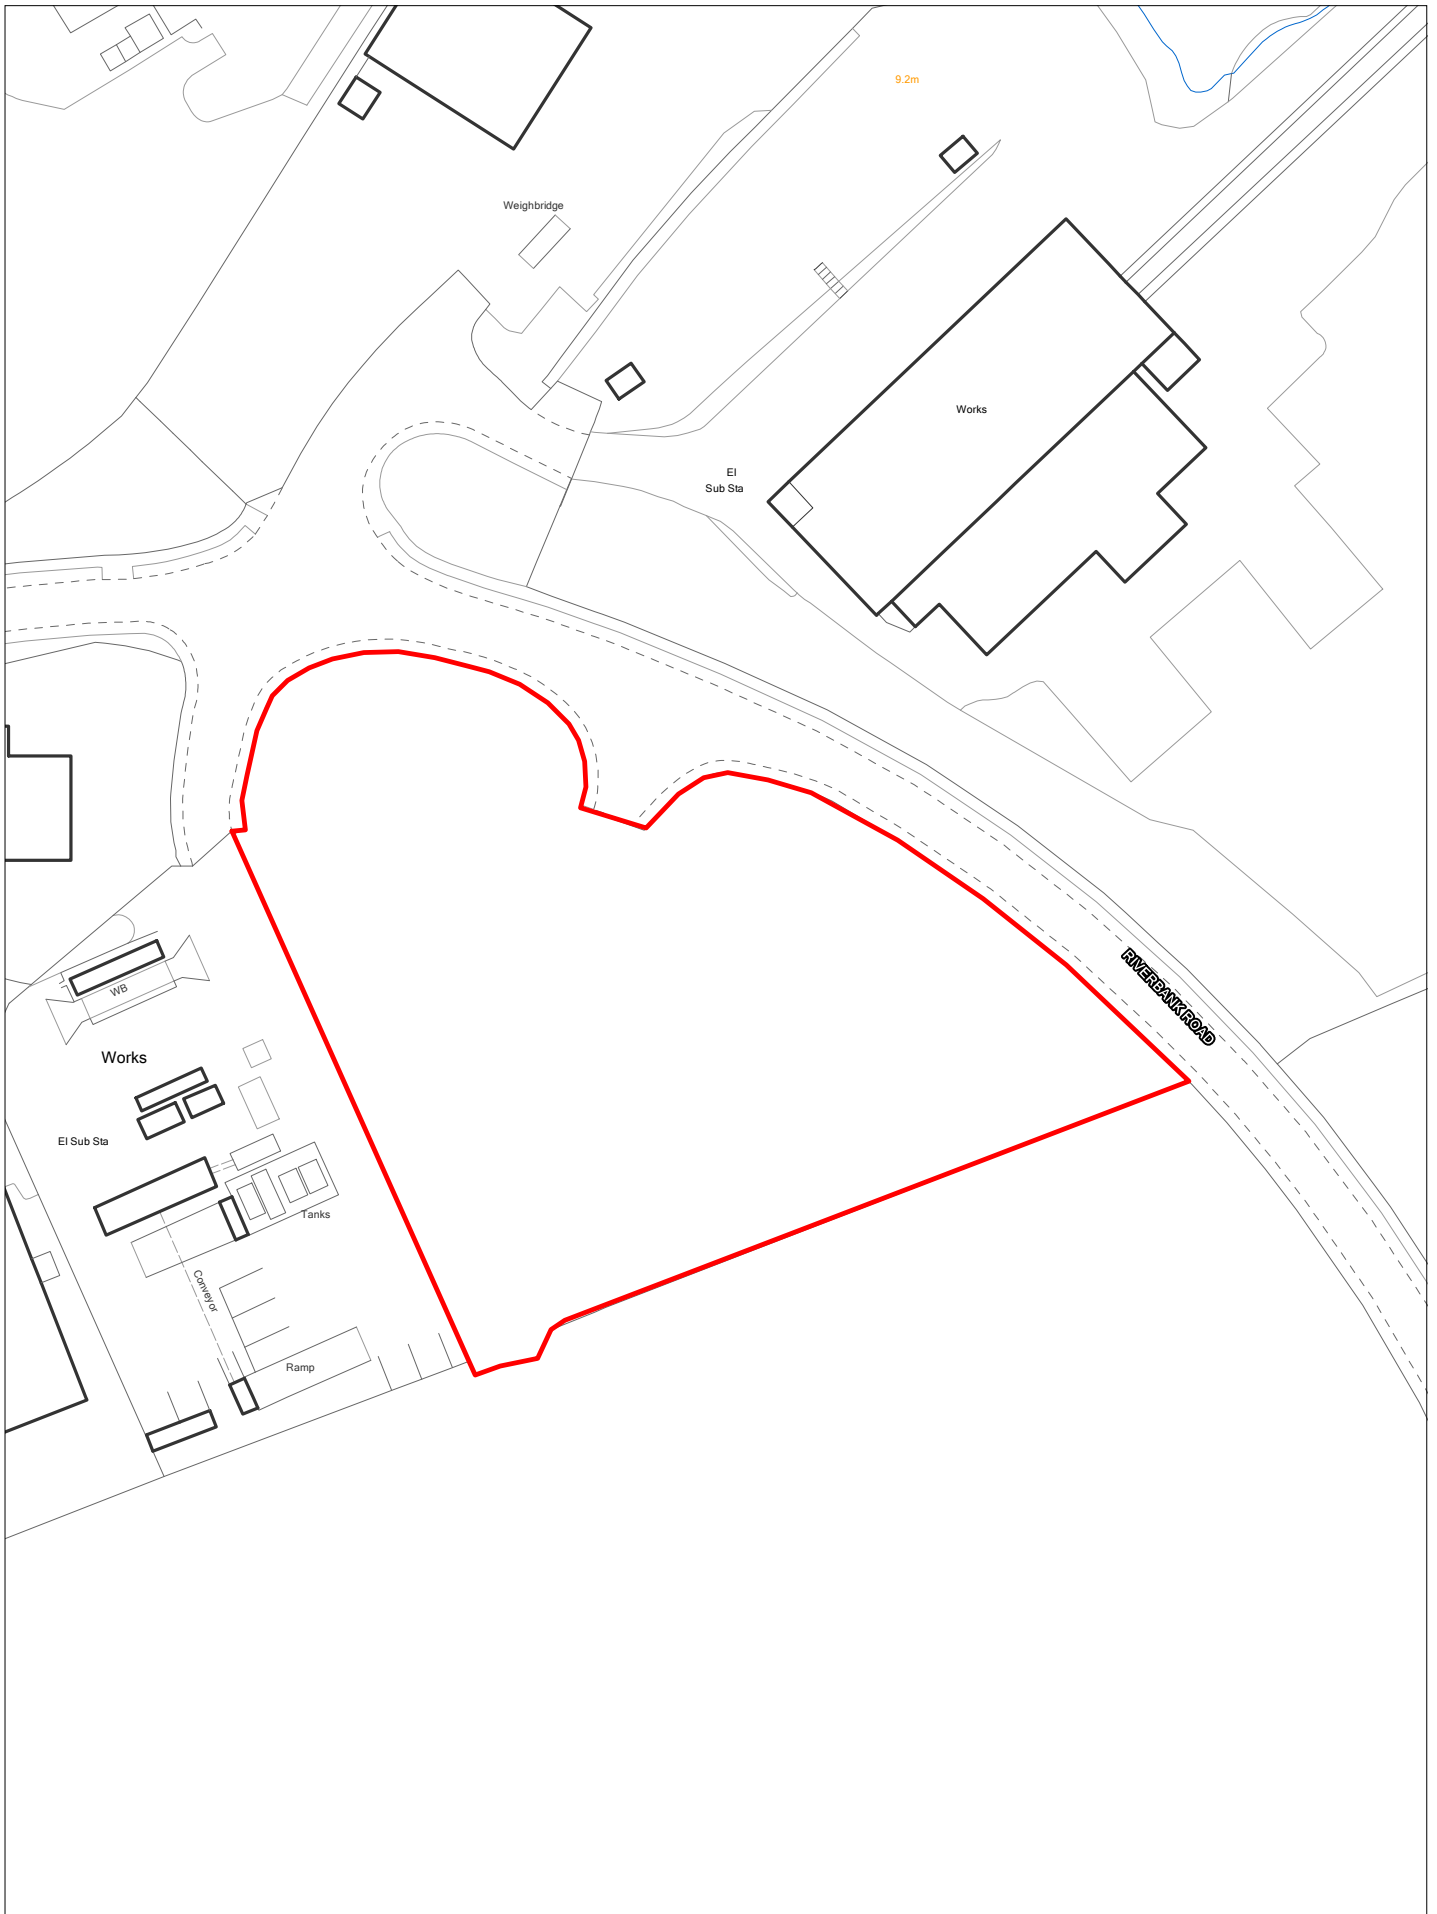 9.2m
Weighbridge
Works
El
Sub Sta
RIVERBANK ROAD
WB
Works
El Sub Sta
Tanks
Conveyor
Ramp